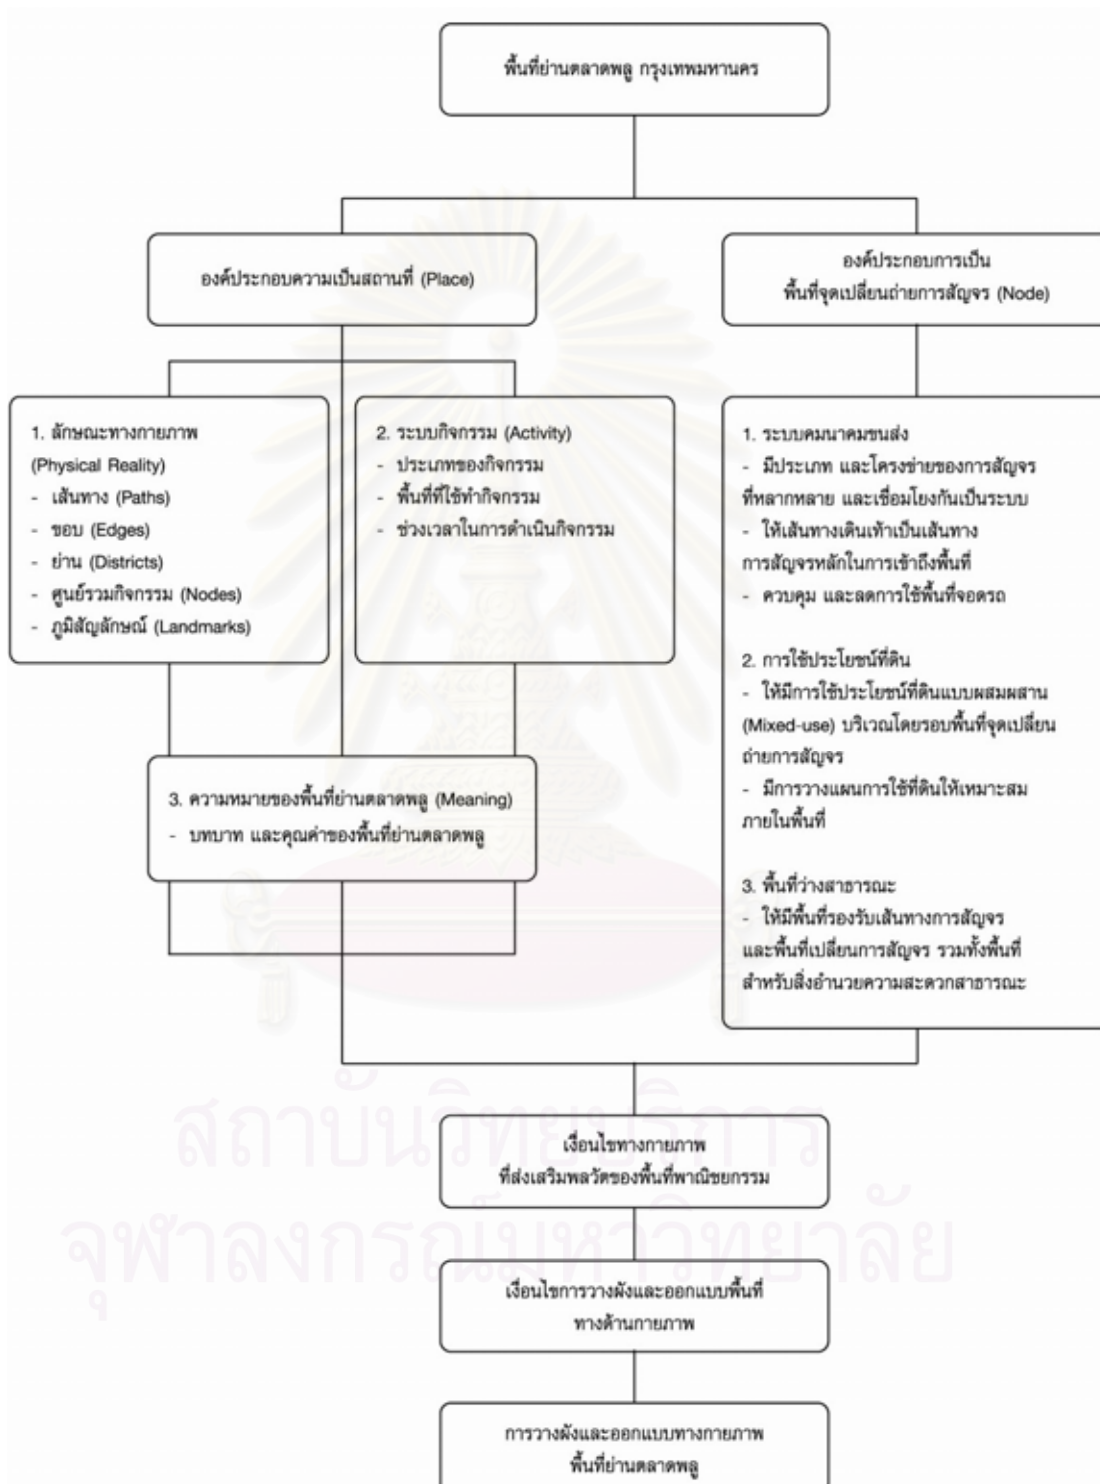 พื้นที่ย่านตลาดพลู กรุงเทพมหานคร
องค์ประกอบความเป็นสถานที่ (Place)
องค์ประกอบการเป็น
พื้นที่จุดเปลี่ยนถ่ายการสัญจร (Node)
1. ลักษณะทางกายภาพ
(Physical Reality)
- เส้นทาง (Paths)
- ขอบ (Edges)
- ย่าน (Districts)
- ศูนย์รวมกิจกรรม (Nodes)
- ภูมิสัญลักษณ์ (Landmarks)
2. ระบบกิจกรรม (Activity)
- ประเภทของกิจกรรม
- พื้นที่ที่ใช้ทำกิจกรรม
- ช่วงเวลาในการดำเนินกิจกรรม
1. ระบบคมนาคมขนส่ง
- มีประเภท และโครงข่ายของการสัญจร
ที่หลากหลาย และเชื่อมโยงกันเป็นระบบ
- ให้เส้นทางเดินเท้าเป็นเส้นทาง
การสัญจรหลักในการเข้าถึงพื้นที่
- ควบคุม และลดการใช้พื้นที่จอดรถ
2. การใช้ประโยชน์ที่ดิน
- ให้มีการใช้ประโยชน์ที่ดินแบบผสมผสาน
(Mixed-use) บริเวณโดยรอบพื้นที่จุดเปลี่ยน
ถ่ายการสัญจร
- มีการวางแผนการใช้ที่ดินให้เหมาะสม
ภายในพื้นที่
3. พื้นที่ว่างสาธารณะ
- ให้มีพื้นที่รองรับเส้นทางการสัญจร
และพื้นที่เปลี่ยนการสัญจร รวมทั้งพื้นที่
สำหรับสิ่งอำนวยความสะดวกสาธารณะ
3. ความหมายของพื้นที่ย่านตลาดพลู (Meaning)
- บทบาท และคุณค่าของพื้นที่ย่านตลาดพลู
เงื่อนไขทางกายภาพ
ที่ส่งเสริมพลวัตของพื้นที่พาณิชยกรรม
เงื่อนไขการวางผังและออกแบบพื้นที่
ทางด้านกายภาพ
การวางผังและออกแบบทางกายภาพ
พื้นที่ย่านตลาดพลู
สถาบันวิทยบริการ
จุฬาลงกรณ์มหาวิทยาลัย